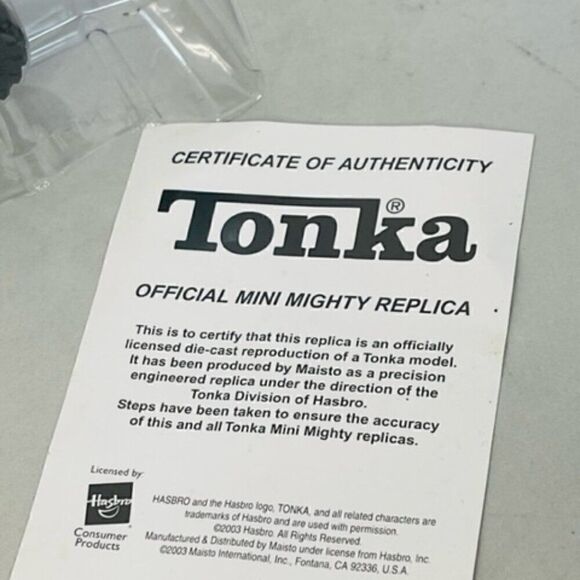 CERTIFICATE OF AUTHENTICITY
Tonka®
OFFICIAL MINI MIGHTY REPLICA
This is to certify that this replica is an officially
licensed die-cast reproduction of a Tonka model.
It has been produced by Maisto as a precision
engineered replica under the direction of the
Tonka Division of Hasbro.
Steps have been taken to ensure the accuracy
of this and all Tonka Mini Mighty replicas.
Licensed by
Hasbro
Consumer
Products
HASBRO and the Hasbro logo, TONKA, and all related characters are
trademarks of Hasbro and are used with permission.
©2003 Hasbro. All Rights Reserved.
Manufactured & Distributed by Maisto under license from Hasbro, Inc.
©2003 Maisto International, Inc., Fontana, CA 92336, U.S.A.